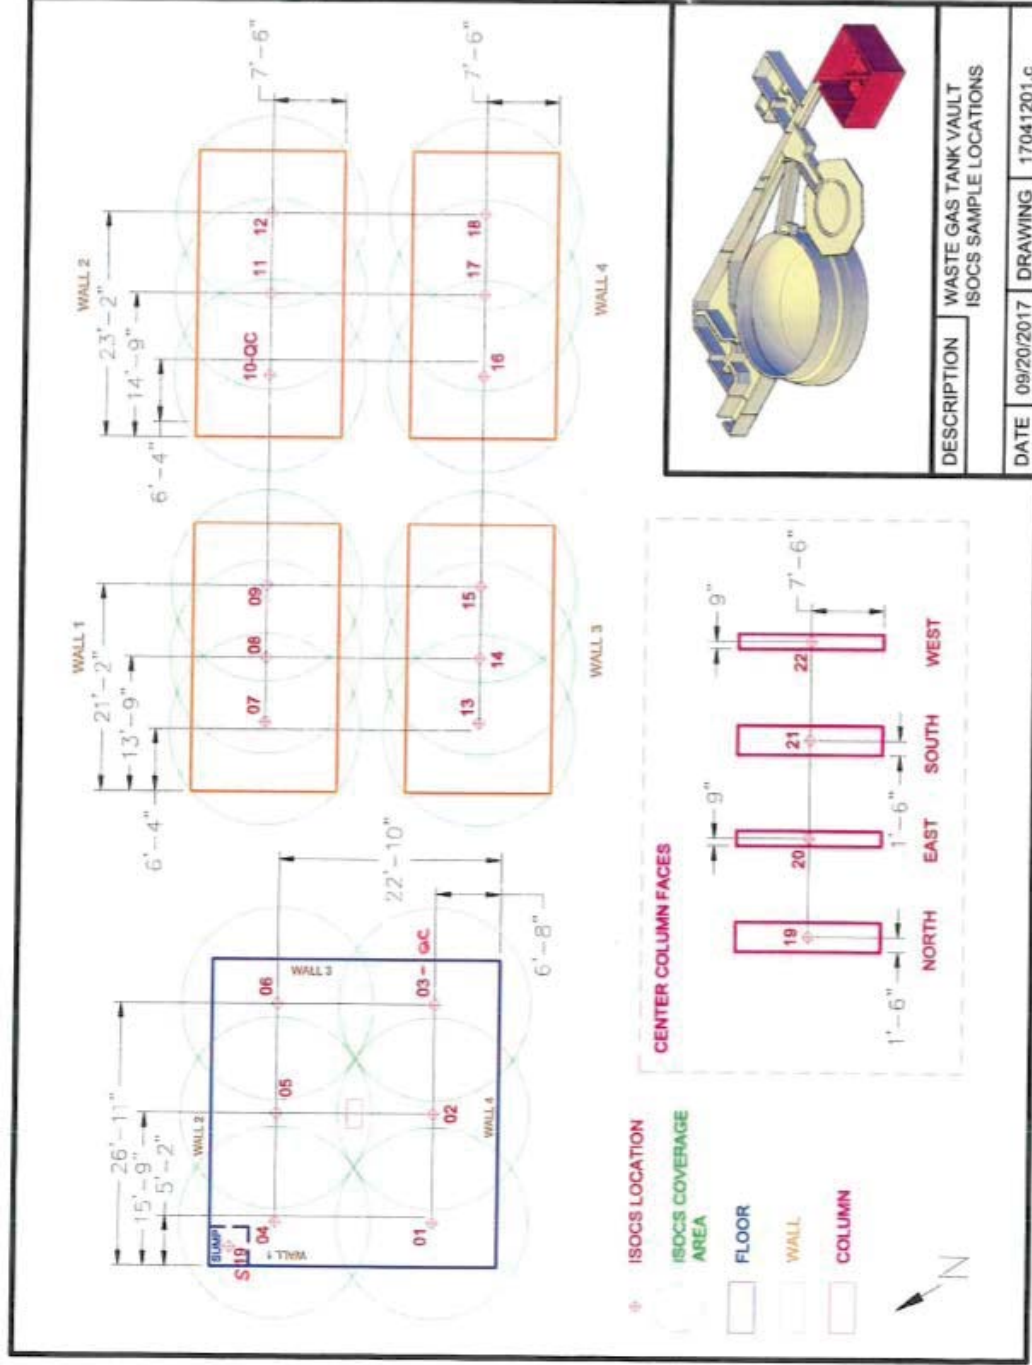 WALL 1
21'-2"
13'-9"
6'-4"
07
08
09
WALL 2
23'-2"
14'-9"
6'-4"
10-QC
11
12
7'-6"
26'-11"
15'-9"
5'-2"
22'-10"
6'-8"
SUMP
S 19
WALL 1
WALL 2
WALL 3
WALL 4
04
05
06
01
02
03 - QC
13
14
15
WALL 3
16
17
18
WALL 4
7'-6"
ISOCS LOCATION
ISOCS COVERAGE
AREA
FLOOR
WALL
COLUMN
N
CENTER COLUMN FACES
19
20
21
22
9"
9"
7'-6"
1'-6"
1'-6"
NORTH
EAST
SOUTH
WEST
DESCRIPTION
WASTE GAS TANK VAULT
ISOCS SAMPLE LOCATIONS
DATE
09/20/2017
DRAWING
17041201.c